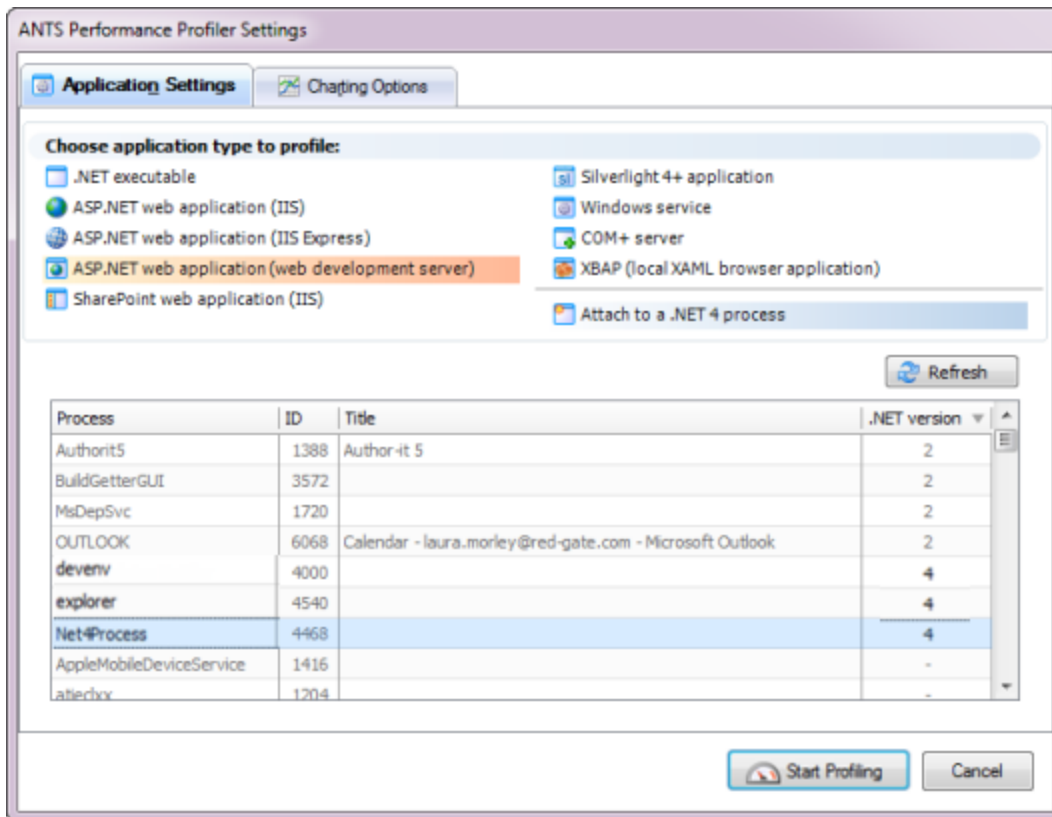 ANTS Performance Profiler Settings
Application Settings
Charting Options
Choose application type to profile:
.NET executable
ASP.NET web application (IIS)
ASP.NET web application (IIS Express)
ASP.NET web application (web development server)
SharePoint web application (IIS)
Silverlight 4+ application
Windows service
COM+ server
XBAP (local XAML browser application)
Attach to a .NET 4 process
Refresh
Process ID Title .NET version
Authorit5 1388 Author-it 5 2
BuildGetterGUI 3572 2
MsDepSvc 1720 2
OUTLOOK 6068 Calendar - laura.morley@red-gate.com - Microsoft Outlook 2
devenv 4000 4
explorer 4540 4
Net4Process 4468 4
AppleMobileDeviceService 1416 -
atiedxx 1204 -
Start Profiling
Cancel